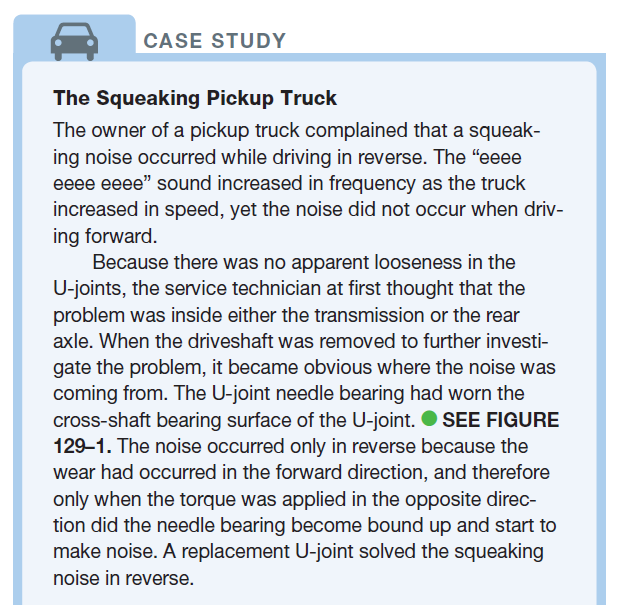 CASE STUDY
The Squeaking Pickup Truck
The owner of a pickup truck complained that a squeak-
ing noise occurred while driving in reverse. The “eeee
eeee eeee” sound increased in frequency as the truck
increased in speed, yet the noise did not occur when driv-
ing forward.
Because there was no apparent looseness in the
U-joints, the service technician at first thought that the
problem was inside either the transmission or the rear
axle. When the driveshaft was removed to further investi-
gate the problem, it became obvious where the noise was
coming from. The U-joint needle bearing had worn the
cross-shaft bearing surface of the U-joint. ● SEE FIGURE
129–1. The noise occurred only in reverse because the
wear had occurred in the forward direction, and therefore
only when the torque was applied in the opposite direc-
tion did the needle bearing become bound up and start to
make noise. A replacement U-joint solved the squeaking
noise in reverse.